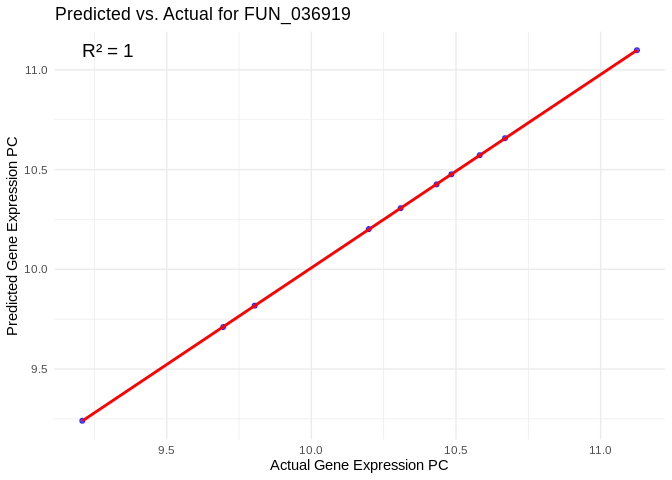 Predicted vs. Actual for FUN_036919
R² = 1
11.0
10.5
10.0
9.5
Predicted Gene Expression PC
9.5 10.0 10.5 11.0
Actual Gene Expression PC